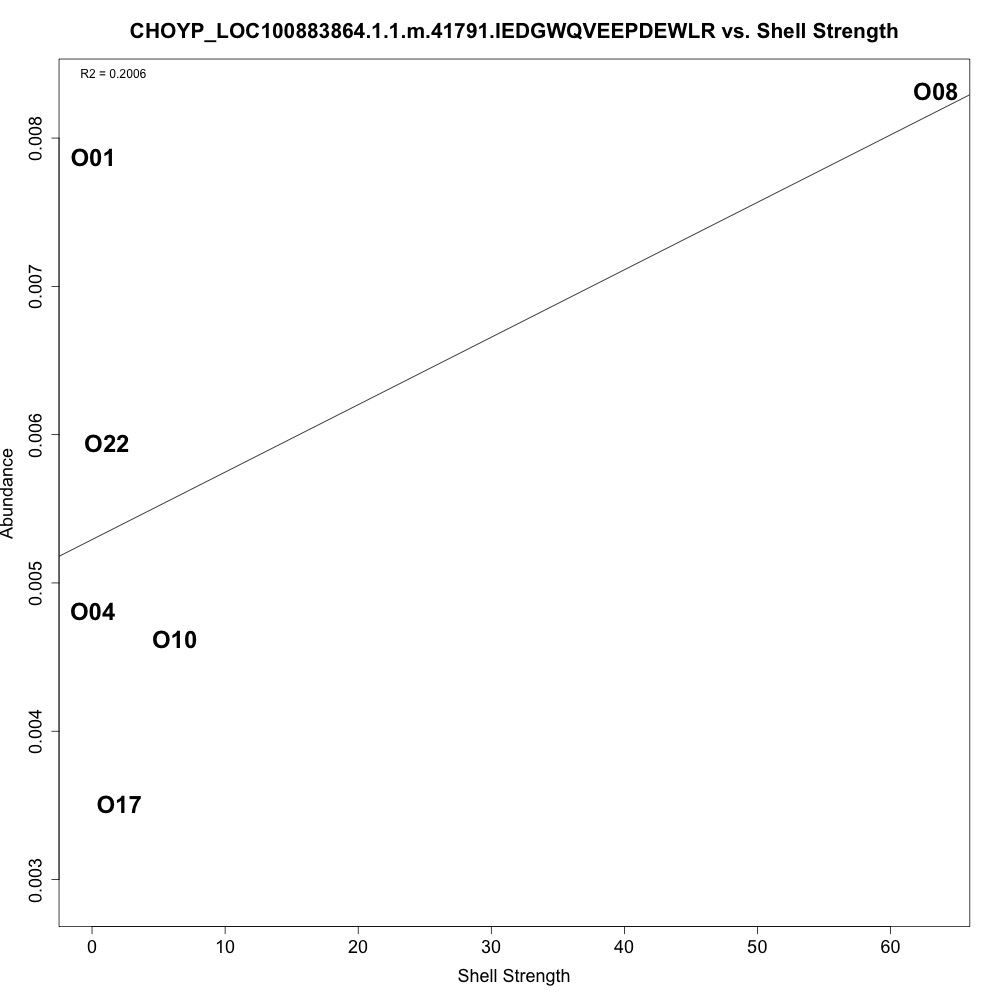 CHOYP_LOC100883864.1.1.m.41791.IEDGWQVEEPDEWLR vs. Shell Strength
R2 = 0.2006
O08
0.008
O01
0.007
0.006
O22
Abundance
0.005
O04
O10
0.004
O17
0.003
0 10 20 30 40 50 60
Shell Strength